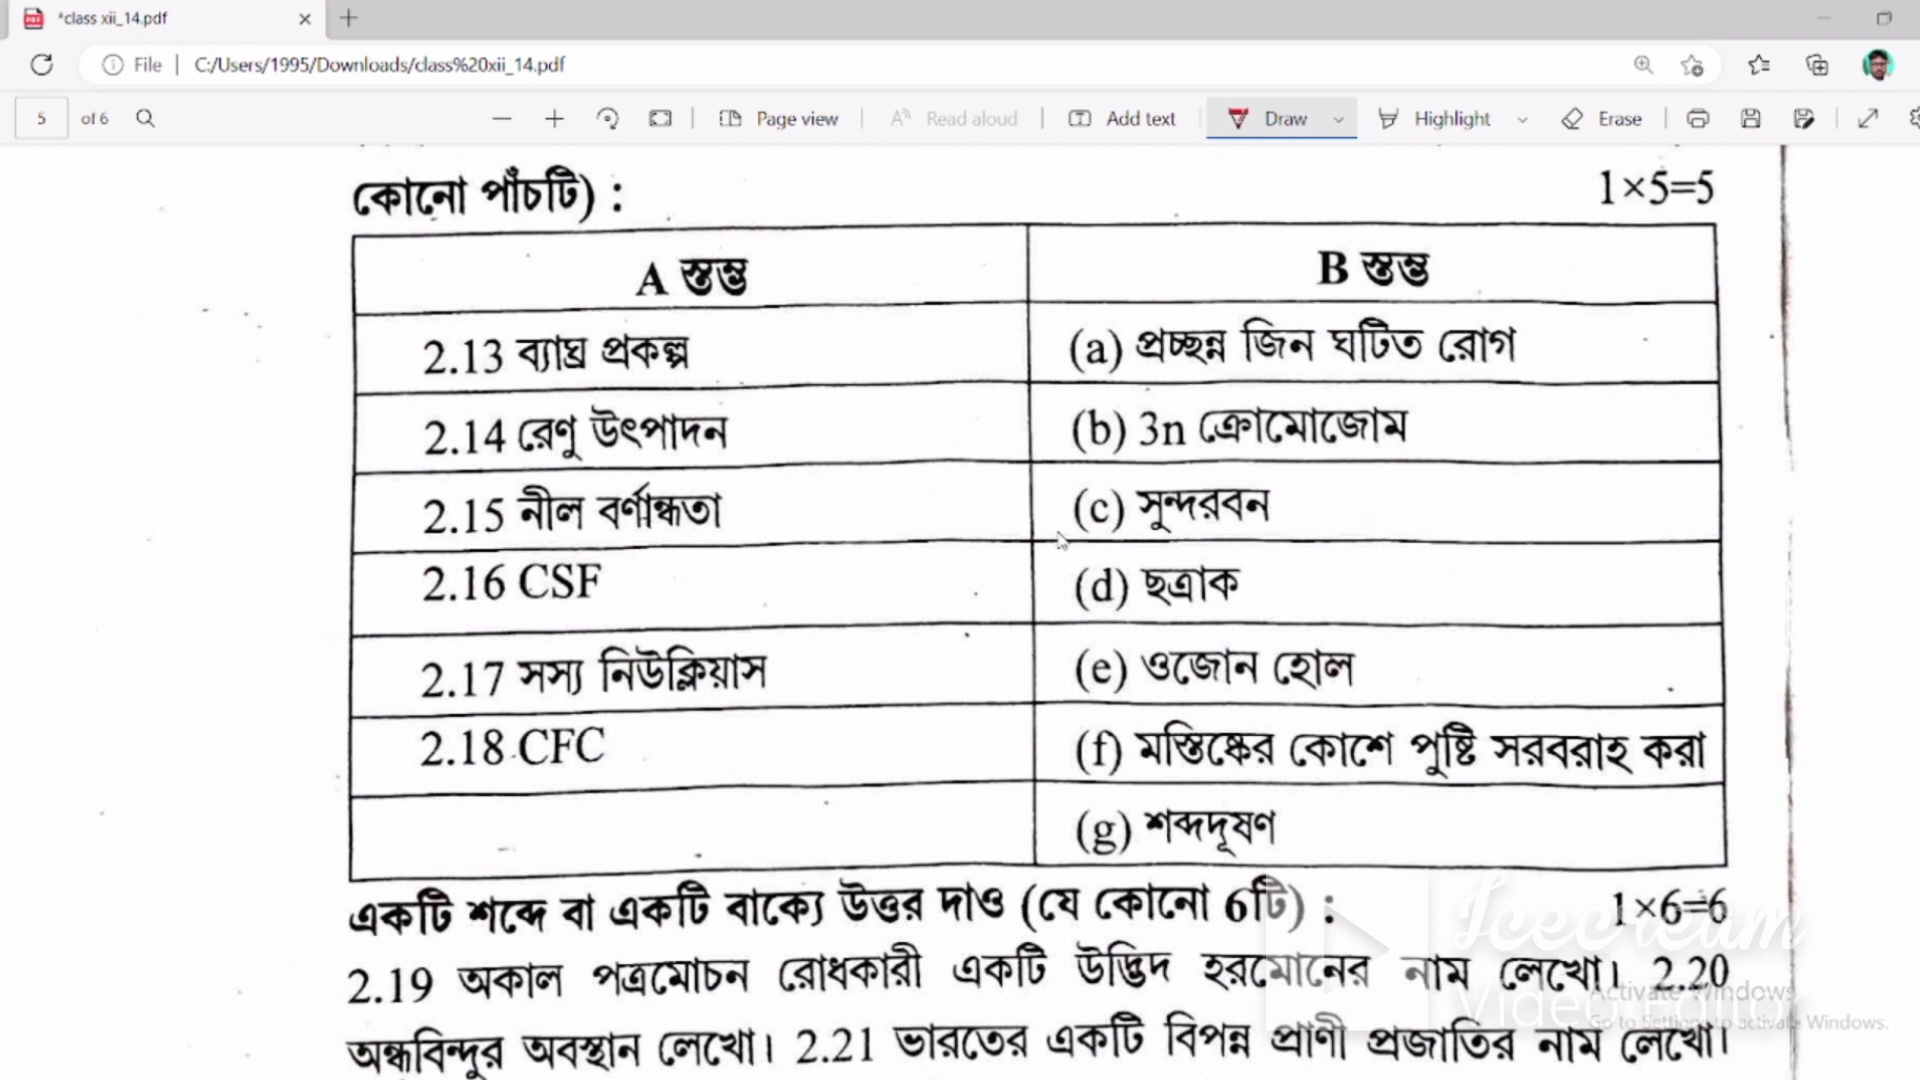 *class xii_14.pdf
File | C:/Users/1995/Downloads/class%20xii_14.pdf
5 of 6 Page view Read aloud Add text Draw Highlight Erase
কোনো পাঁচটি) : 1×5=5
A স্তম্ভ B স্তম্ভ
2.13 ব্যাঘ্র প্রকল্প (a) প্রচ্ছন্ন জিন ঘটিত রোগ
2.14 রেণু উৎপাদন (b) 3n ক্রোমোজোম
2.15 নীল বর্ণান্ধতা (c) সুন্দরবন
2.16 CSF (d) ছত্রাক
2.17 সস্য নিউক্লিয়াস (e) ওজোন হোল
2.18 CFC (f) মস্তিষ্কের কোশে পুষ্টি সরবরাহ করা
(g) শব্দদূষণ
একটি শব্দে বা একটি বাক্যে উত্তর দাও (যে কোনো 6টি) : 1×6=6
2.19 অকাল পত্রমোচন রোধকারী একটি উদ্ভিদ হরমোনের নাম লেখো। 2.20
অন্ধবিন্দুর অবস্থান লেখো। 2.21 ভারতের একটি বিপন্ন প্রাণী প্রজাতির নাম লেখো।
Icecream
Video Editor
Activate Windows
Go to Settings to activate Windows.